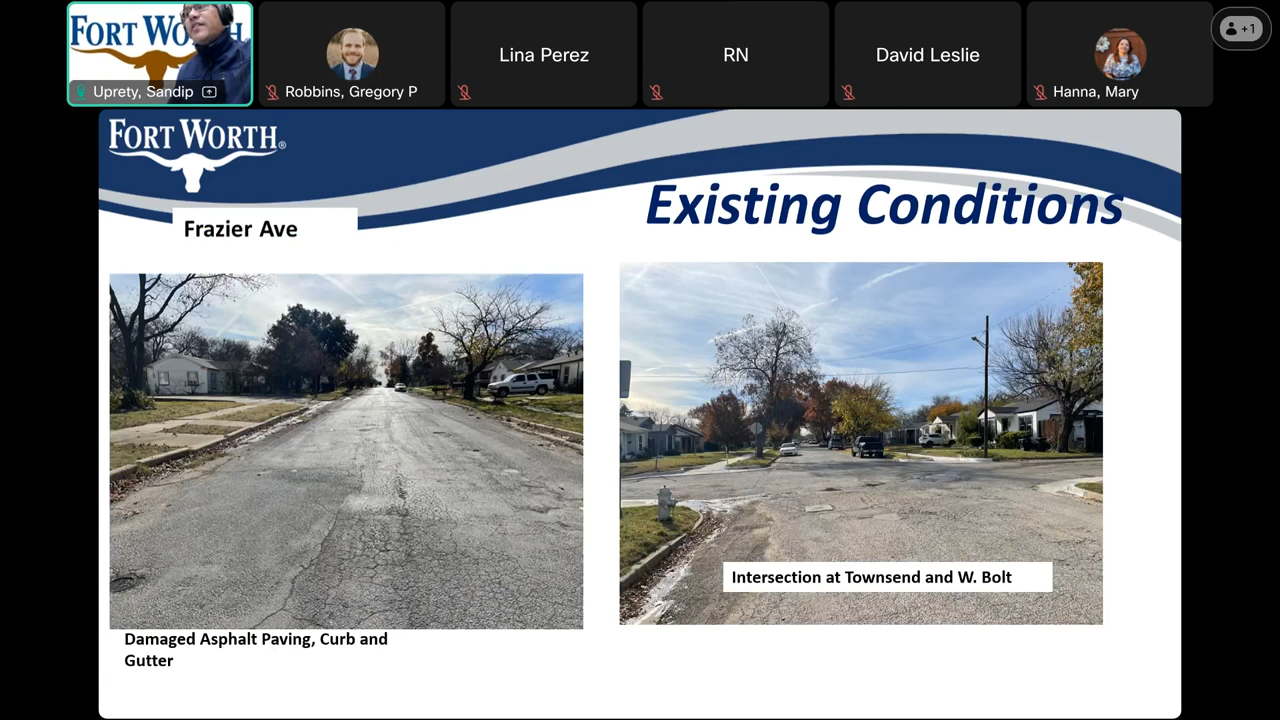 FORT WORTH
Uprety, Sandip
Robbins, Gregory P
Lina Perez
RN
David Leslie
Hanna, Mary
+1
FORT WORTH®
Existing Conditions
Frazier Ave
Intersection at Townsend and W. Bolt
Damaged Asphalt Paving, Curb and
Gutter